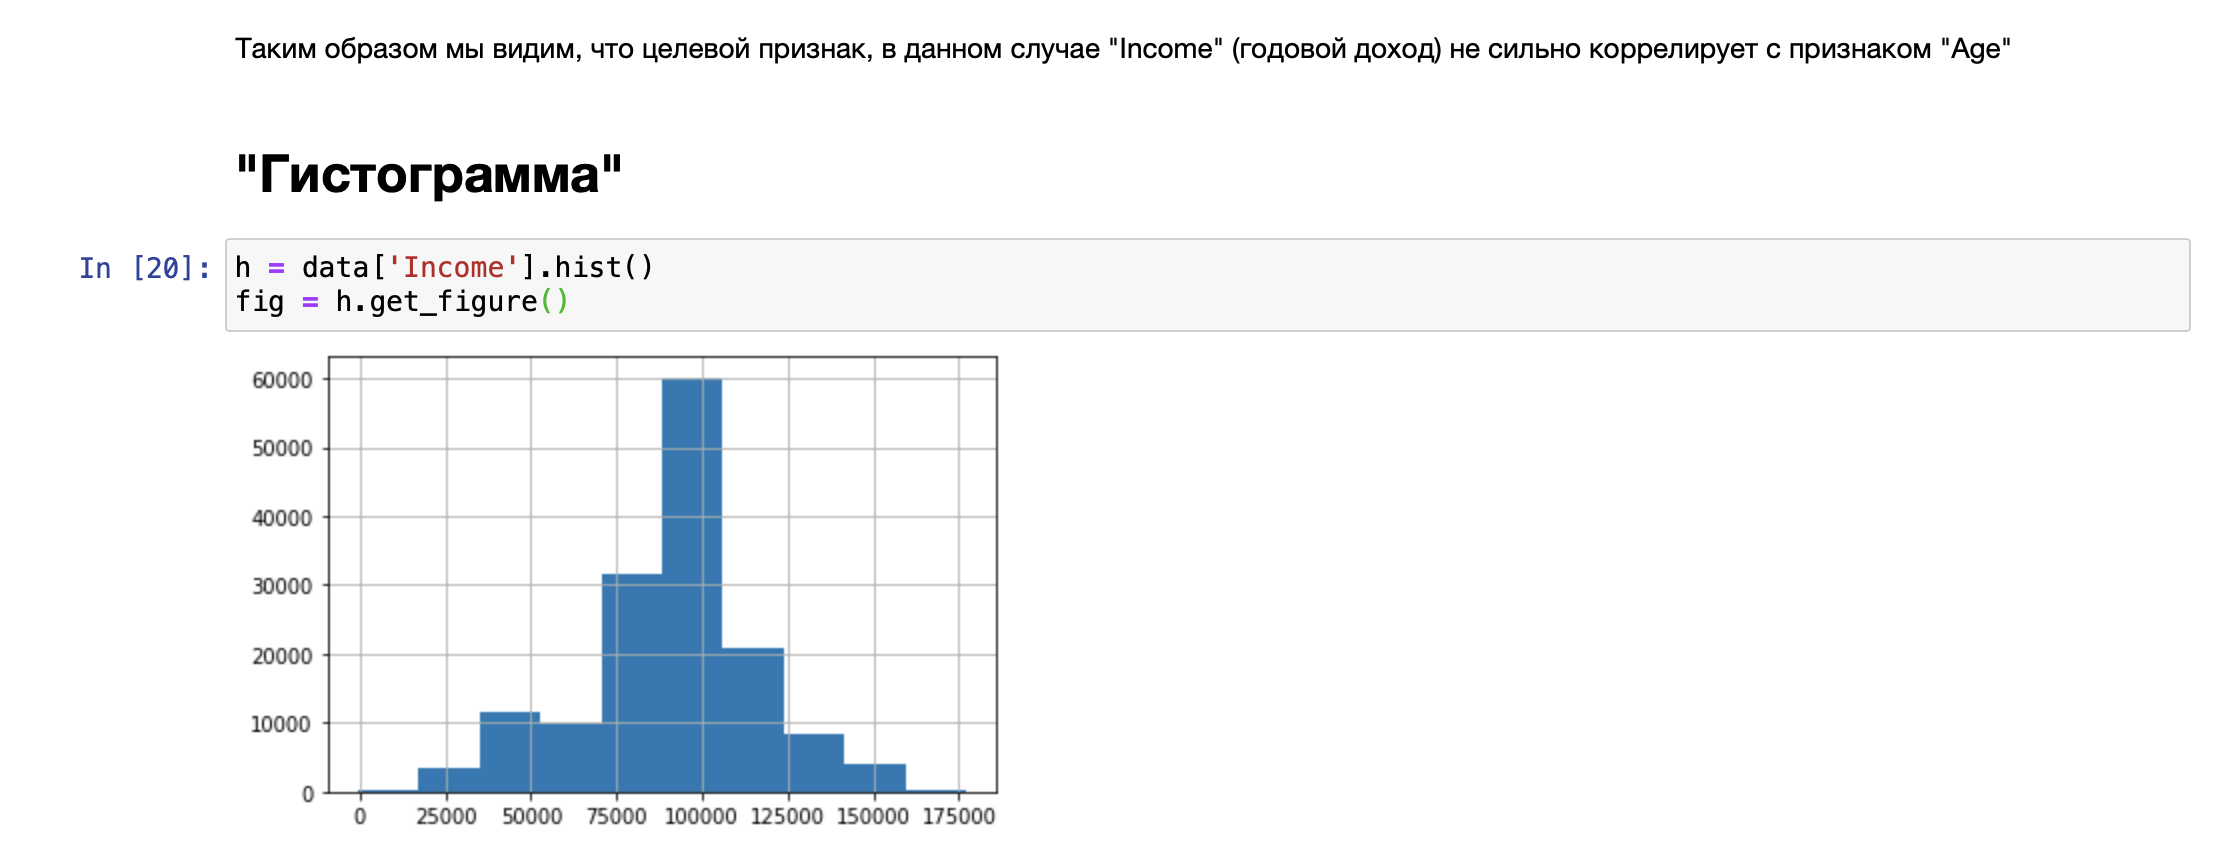 Таким образом мы видим, что целевой признак, в данном случае "Income" (годовой доход) не сильно коррелирует с признаком "Age"
"Гистограмма"
In [20]: h = data['Income'].hist()
fig = h.get_figure()
60000
50000
40000
30000
20000
10000
0
0 25000 50000 75000 100000 125000 150000 175000